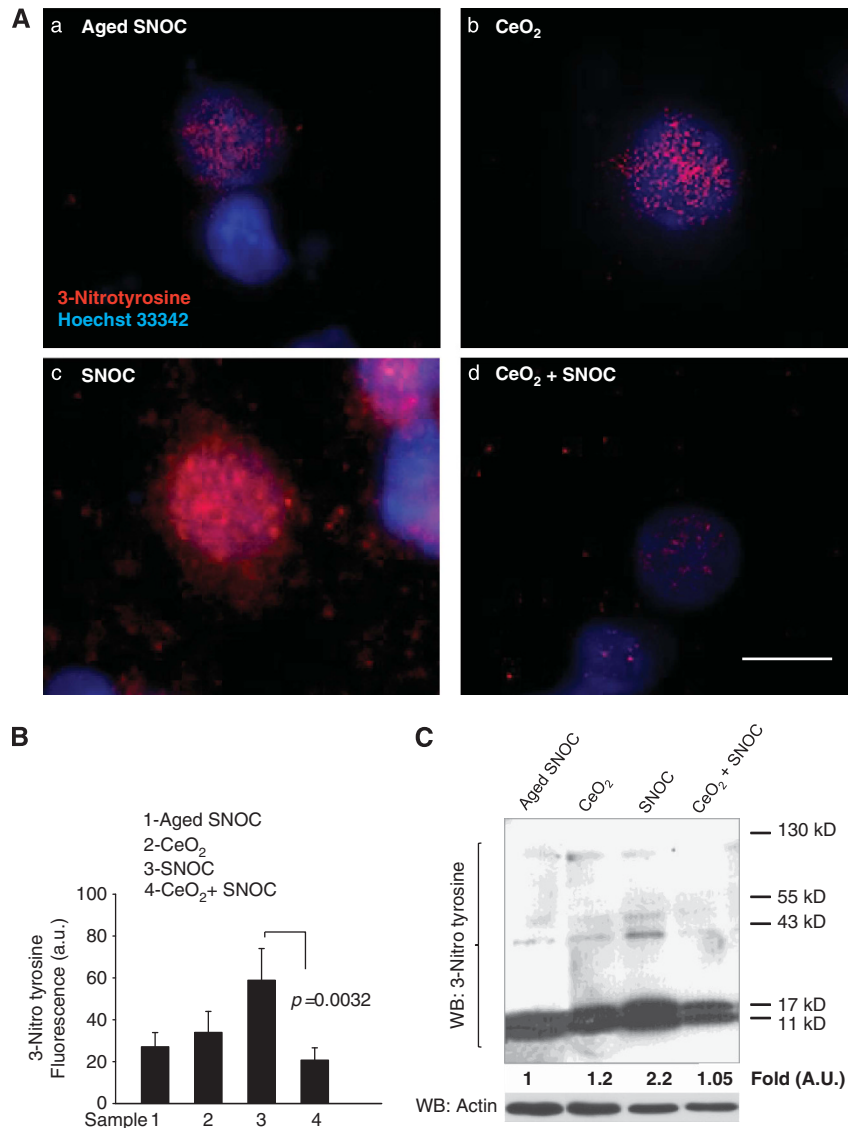 A
a Aged SNOC
b CeO₂
3-Nitrotyrosine
Hoechst 33342
c SNOC
d CeO₂ + SNOC
B
1-Aged SNOC
2-CeO₂
3-SNOC
4-CeO₂+ SNOC
3-Nitro tyrosine
Fluorescence (a.u.)
100
80
60
40
20
0
p=0.0032
Sample 1 2 3 4
C
Aged SNOC
CeO₂
SNOC
CeO₂ + SNOC
WB: 3-Nitro tyrosine
130 kD
55 kD
43 kD
17 kD
11 kD
1 1.2 2.2 1.05 Fold (A.U.)
WB: Actin